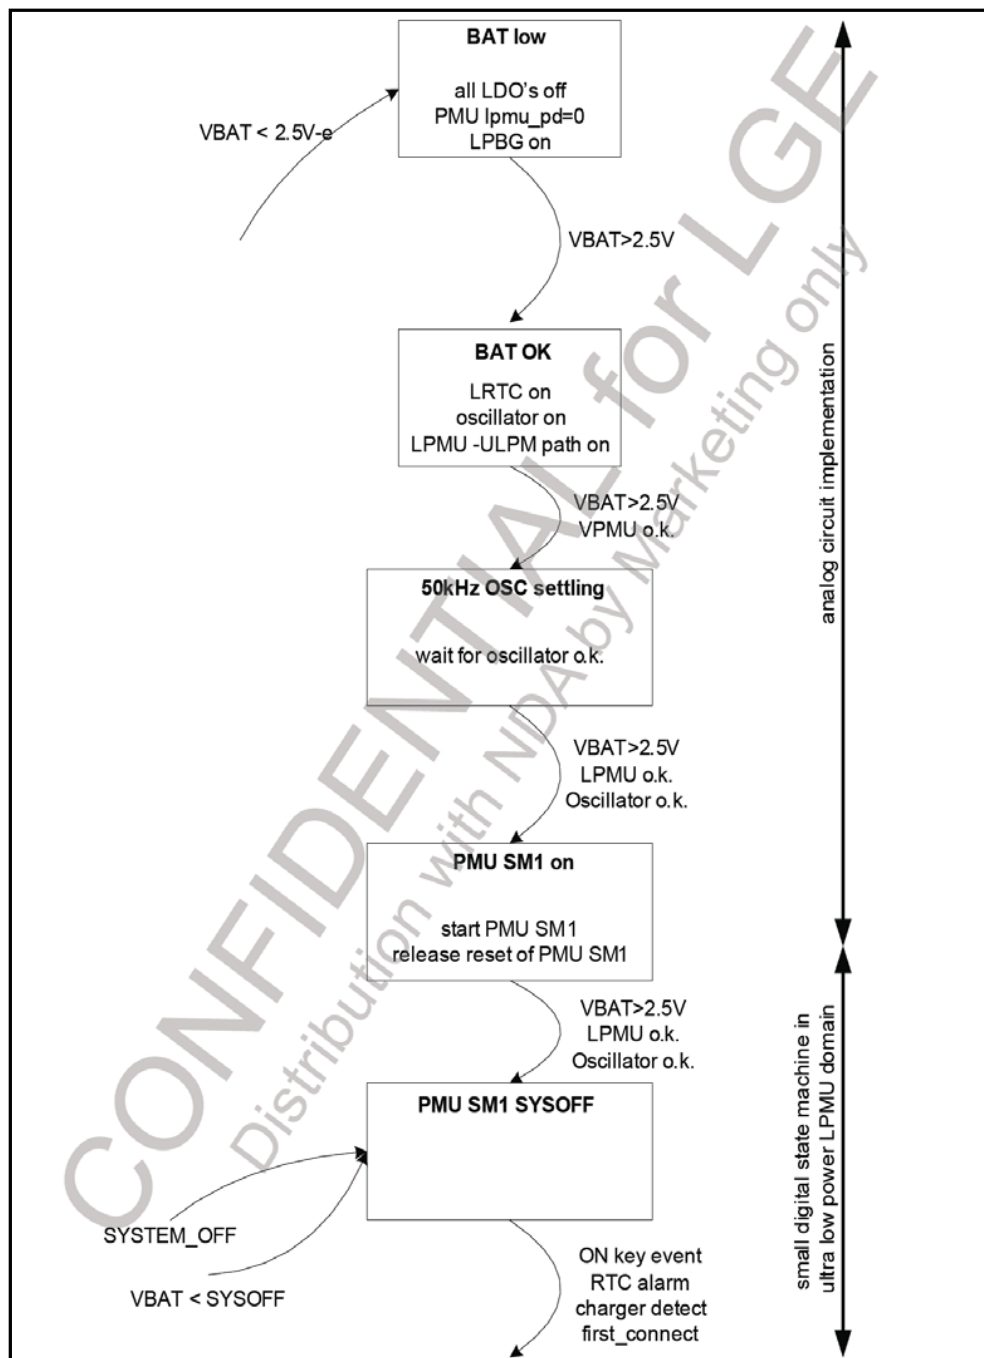 BAT low
all LDO's off
PMU lpmu_pd=0
LPBG on
VBAT < 2.5V-e
VBAT>2.5V
BAT OK
LRTC on
oscillator on
LPMU -ULPM path on
VBAT>2.5V
VPMU o.k.
50kHz OSC settling
wait for oscillator o.k.
VBAT>2.5V
LPMU o.k.
Oscillator o.k.
PMU SM1 on
start PMU SM1
release reset of PMU SM1
VBAT>2.5V
LPMU o.k.
Oscillator o.k.
PMU SM1 SYSOFF
SYSTEM_OFF
VBAT < SYSOFF
ON key event
RTC alarm
charger detect
first_connect
analog circuit implementation
small digital state machine in
ultra low power LPMU domain
CONFIDENTIAL for LGE
Distribution with NDA by Marketing only